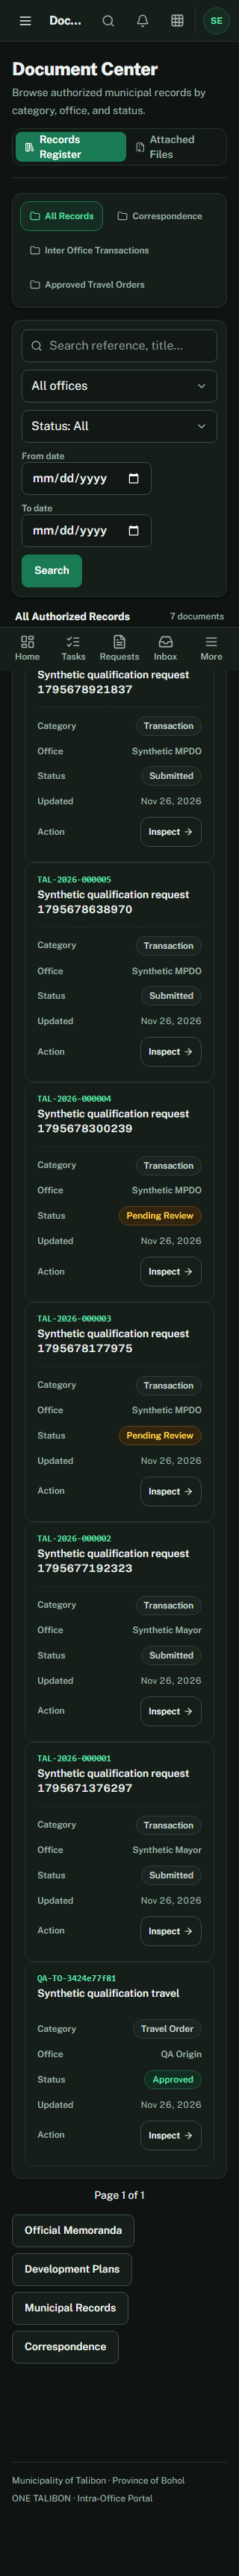 Doc...
SE
Document Center
Browse authorized municipal records by
category, office, and status.
Records
Register
Attached
Files
All Records
Correspondence
Inter Office Transactions
Approved Travel Orders
Search reference, title...
All offices
Status: All
From date
mm/dd/yyyy
To date
mm/dd/yyyy
Search
All Authorized Records
7 documents
Home
Tasks
Requests
Inbox
More
Synthetic qualification request
1795678921837
Category
Transaction
Office
Synthetic MPDO
Status
Submitted
Updated
Nov 26, 2026
Action
Inspect →
TAL-2026-000005
Synthetic qualification request
1795678638970
Category
Transaction
Office
Synthetic MPDO
Status
Submitted
Updated
Nov 26, 2026
Action
Inspect →
TAL-2026-000004
Synthetic qualification request
1795678300239
Category
Transaction
Office
Synthetic MPDO
Status
Pending Review
Updated
Nov 26, 2026
Action
Inspect →
TAL-2026-000003
Synthetic qualification request
1795678177975
Category
Transaction
Office
Synthetic MPDO
Status
Pending Review
Updated
Nov 26, 2026
Action
Inspect →
TAL-2026-000002
Synthetic qualification request
1795677192323
Category
Transaction
Office
Synthetic Mayor
Status
Submitted
Updated
Nov 26, 2026
Action
Inspect →
TAL-2026-000001
Synthetic qualification request
1795671376297
Category
Transaction
Office
Synthetic Mayor
Status
Submitted
Updated
Nov 26, 2026
Action
Inspect →
QA-TO-3424e77f81
Synthetic qualification travel
Category
Travel Order
Office
QA Origin
Status
Approved
Updated
Nov 26, 2026
Action
Inspect →
Page 1 of 1
Official Memoranda
Development Plans
Municipal Records
Correspondence
Municipality of Talibon · Province of Bohol
ONE TALIBON · Intra-Office Portal